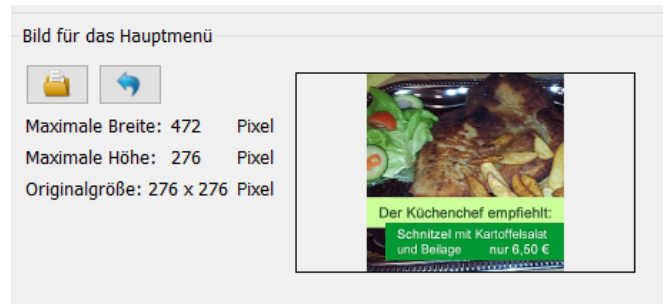 Bild für das Hauptmenü
Maximale Breite: 472 Pixel
Maximale Höhe: 276 Pixel
Originalgröße: 276 x 276 Pixel
Der Küchenchef empfiehlt:
Schnitzel mit Kartoffelsalat
und Beilage nur 6,50 €